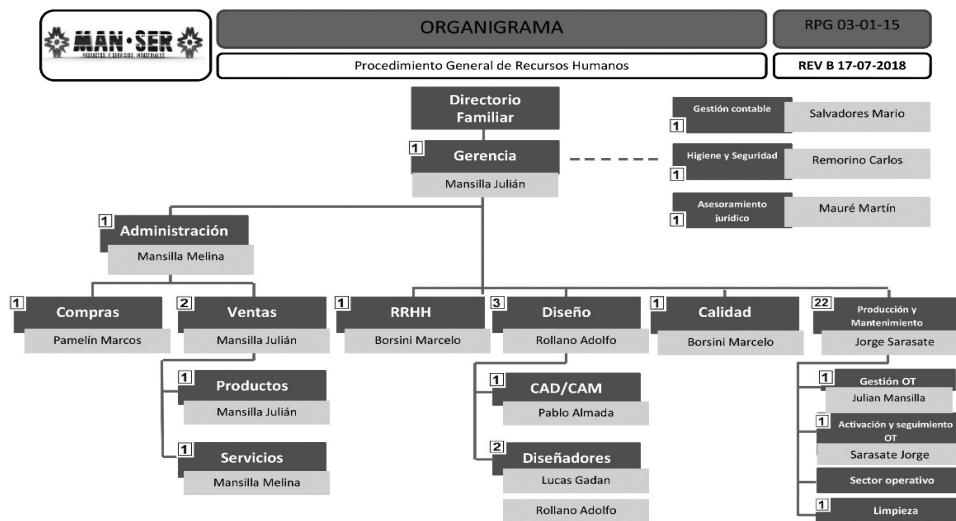 MAN•SER
PRODUCTOS Y SERVICIOS INDUSTRIALES
ORGANIGRAMA
RPG 03-01-15
Procedimiento General de Recursos Humanos
REV B 17-07-2018
Directorio
Familiar
1
Gerencia
Mansilla Julián
Gestión contable
1
Salvadores Mario
Higiene y Seguridad
1
Remorino Carlos
Asesoramiento
jurídico
1
Mauré Martín
1
Administración
Mansilla Melina
1
Compras
Pamelín Marcos
2
Ventas
Mansilla Julián
1
Productos
Mansilla Julián
1
Servicios
Mansilla Melina
1
RRHH
Borsini Marcelo
3
Diseño
Rollano Adolfo
1
CAD/CAM
Pablo Almada
2
Diseñadores
Lucas Gadan
Rollano Adolfo
1
Calidad
Borsini Marcelo
22
Producción y
Mantenimiento
Jorge Sarasate
1
Gestión OT
Julian Mansilla
1
Activación y seguimiento
OT
Sarasate Jorge
Sector operativo
1
Limpieza